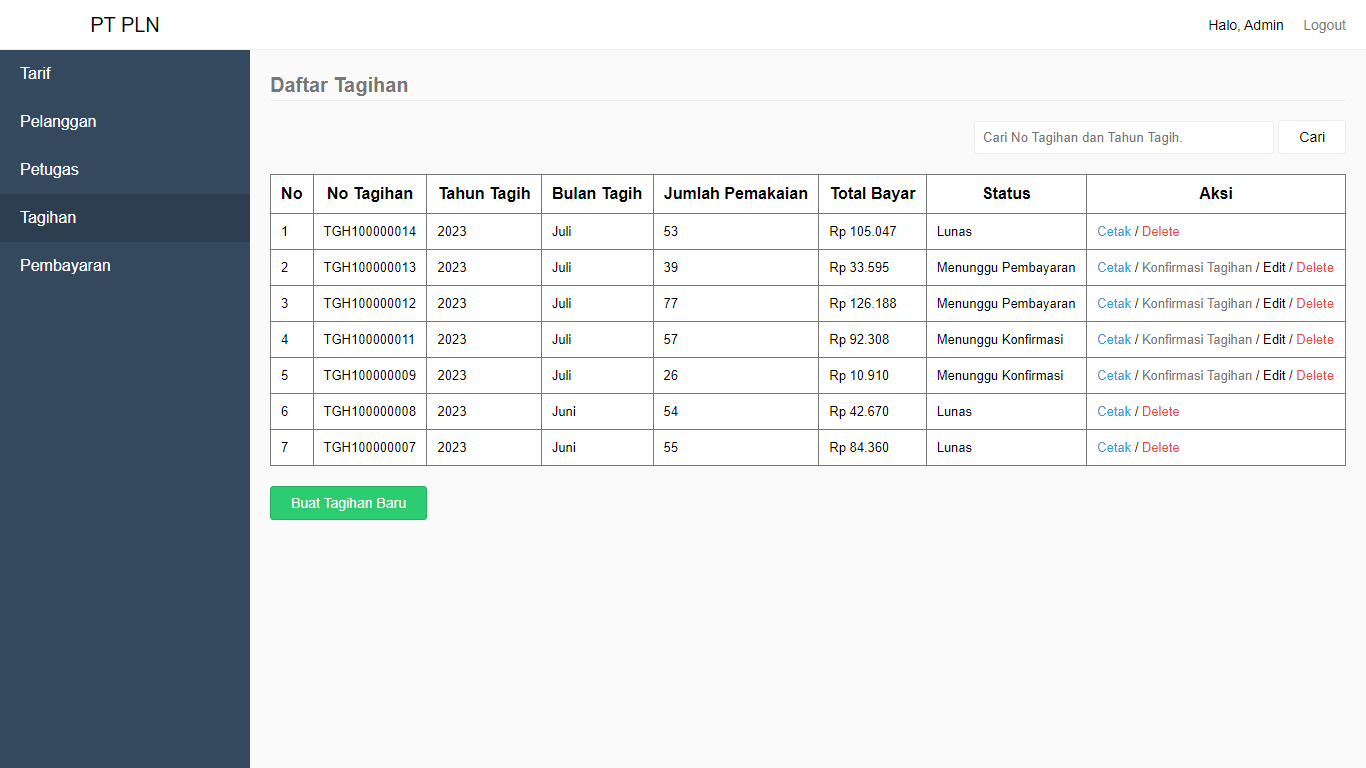 PT PLN
Halo, Admin Logout
Tarif
Pelanggan
Petugas
Tagihan
Pembayaran
Daftar Tagihan
Cari No Tagihan dan Tahun Tagih. Cari
No No Tagihan Tahun Tagih Bulan Tagih Jumlah Pemakaian Total Bayar Status Aksi
1 TGH100000014 2023 Juli 53 Rp 105.047 Lunas Cetak / Delete
2 TGH100000013 2023 Juli 39 Rp 33.595 Menunggu Pembayaran Cetak / Konfirmasi Tagihan / Edit / Delete
3 TGH100000012 2023 Juli 77 Rp 126.188 Menunggu Pembayaran Cetak / Konfirmasi Tagihan / Edit / Delete
4 TGH100000011 2023 Juli 57 Rp 92.308 Menunggu Konfirmasi Cetak / Konfirmasi Tagihan / Edit / Delete
5 TGH100000009 2023 Juli 26 Rp 10.910 Menunggu Konfirmasi Cetak / Konfirmasi Tagihan / Edit / Delete
6 TGH100000008 2023 Juni 54 Rp 42.670 Lunas Cetak / Delete
7 TGH100000007 2023 Juni 55 Rp 84.360 Lunas Cetak / Delete
Buat Tagihan Baru